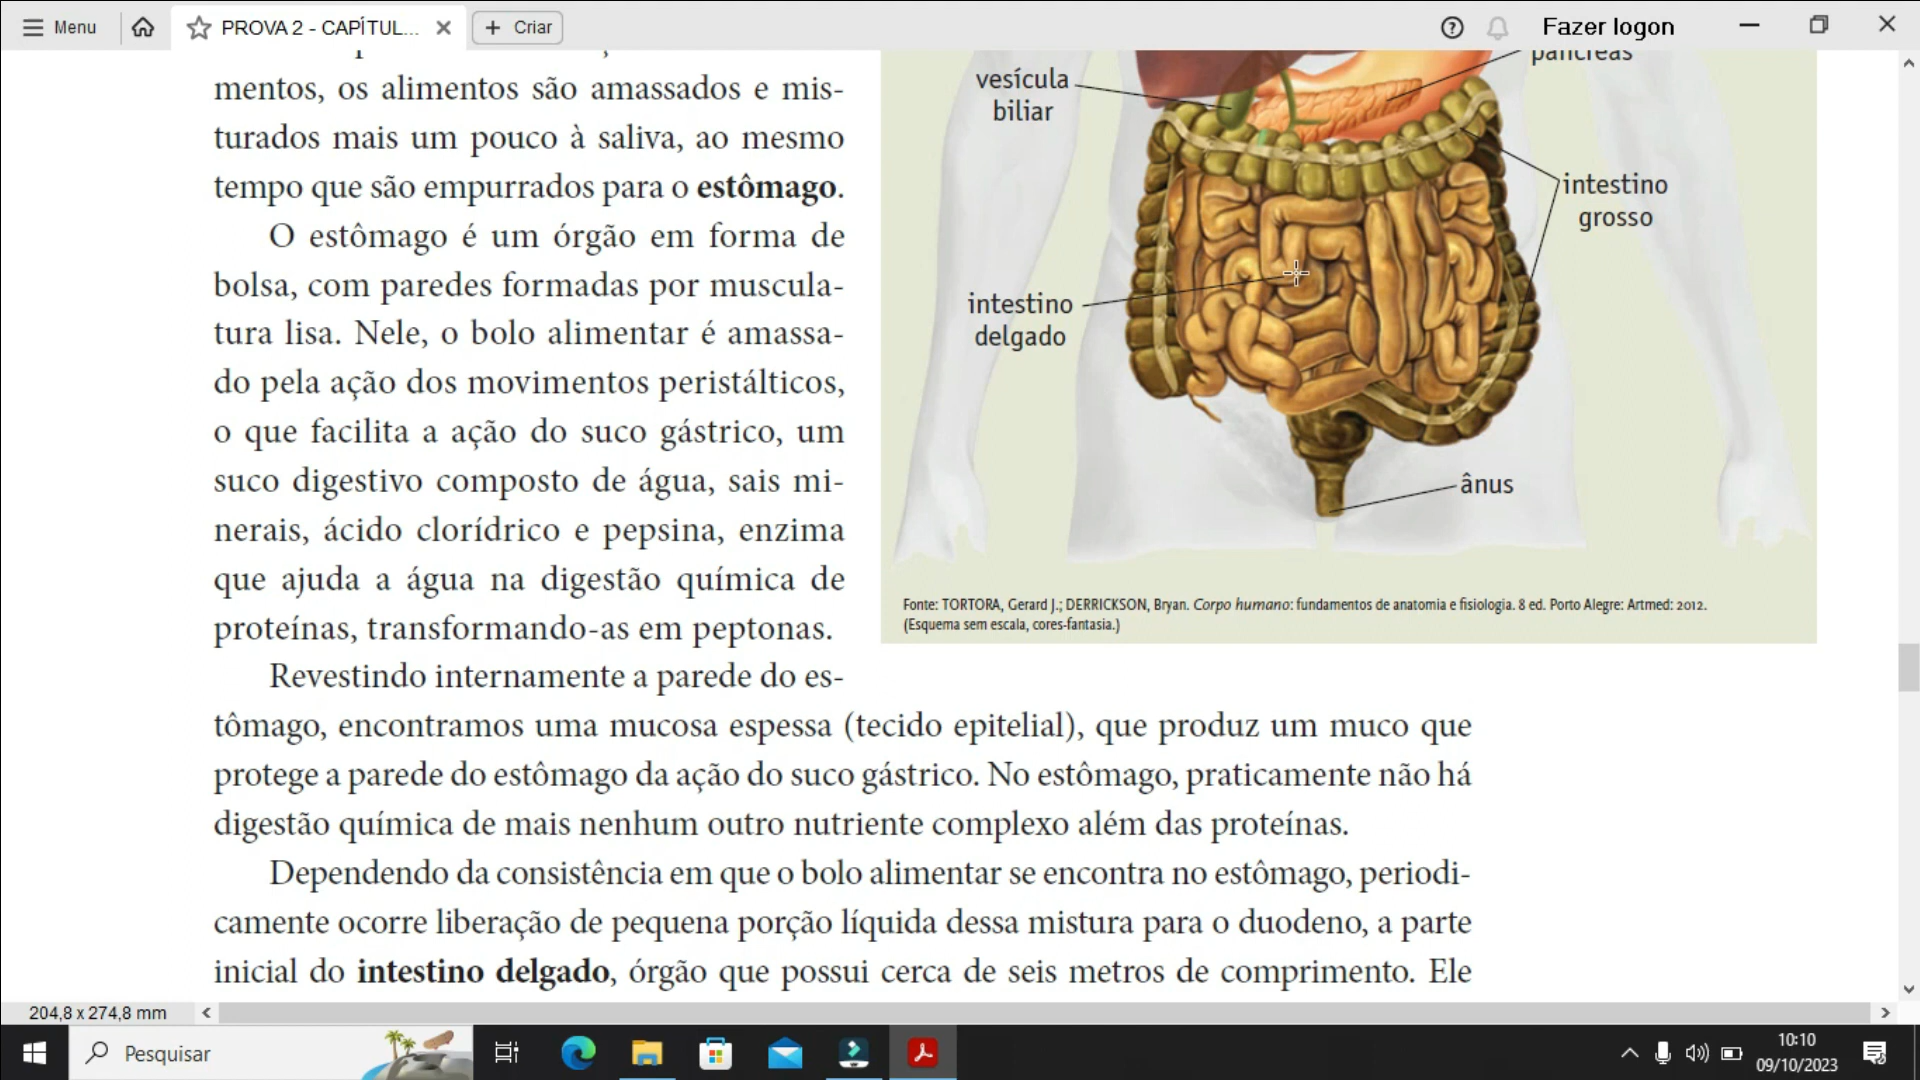 Menu
PROVA 2 - CAPÍTUL...
Criar
Fazer logon
mentos, os alimentos são amassados e mis-
turados mais um pouco à saliva, ao mesmo
tempo que são empurrados para o estômago.
O estômago é um órgão em forma de
bolsa, com paredes formadas por muscula-
tura lisa. Nele, o bolo alimentar é amassa-
do pela ação dos movimentos peristálticos,
o que facilita a ação do suco gástrico, um
suco digestivo composto de água, sais mi-
nerais, ácido clorídrico e pepsina, enzima
que ajuda a água na digestão química de
proteínas, transformando-as em peptonas.
Revestindo internamente a parede do es-
tômago, encontramos uma mucosa espessa (tecido epitelial), que produz um muco que
protege a parede do estômago da ação do suco gástrico. No estômago, praticamente não há
digestão química de mais nenhum outro nutriente complexo além das proteínas.
Dependendo da consistência em que o bolo alimentar se encontra no estômago, periodi-
camente ocorre liberação de pequena porção líquida dessa mistura para o duodeno, a parte
inicial do intestino delgado, órgão que possui cerca de seis metros de comprimento. Ele
pâncreas
vesícula
biliar
intestino
grosso
intestino
delgado
ânus
Fonte: TORTORA, Gerard J.; DERRICKSON, Bryan. Corpo humano: fundamentos de anatomia e fisiologia. 8 ed. Porto Alegre: Artmed: 2012.
(Esquema sem escala, cores-fantasia.)
204,8 x 274,8 mm
Pesquisar
10:10
09/10/2023